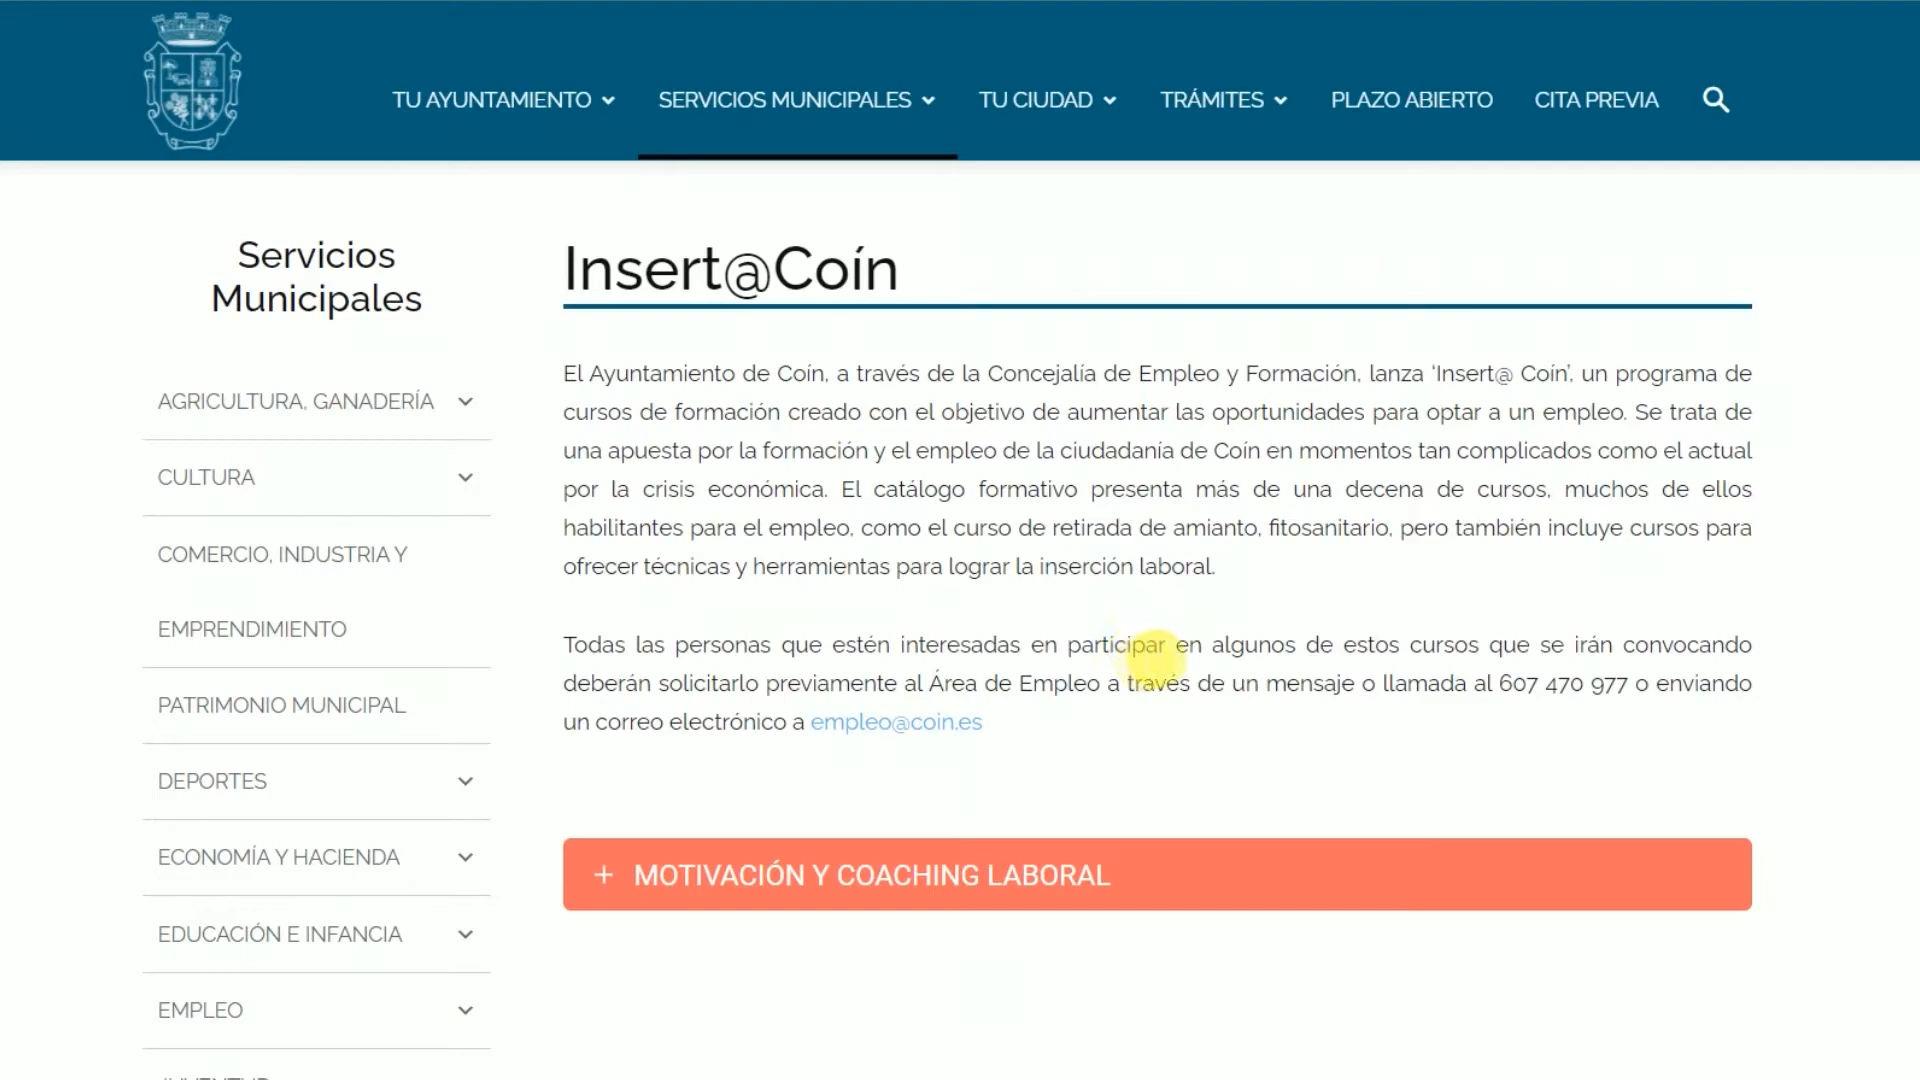 TU AYUNTAMIENTO
SERVICIOS MUNICIPALES
TU CIUDAD
TRÁMITES
PLAZO ABIERTO
CITA PREVIA
Servicios
Municipales
AGRICULTURA, GANADERÍA
CULTURA
COMERCIO, INDUSTRIA Y
EMPRENDIMIENTO
PATRIMONIO MUNICIPAL
DEPORTES
ECONOMÍA Y HACIENDA
EDUCACIÓN E INFANCIA
EMPLEO
Insert@Coín
El Ayuntamiento de Coín, a través de la Concejalía de Empleo y Formación, lanza ‘Insert@ Coín’, un programa de
cursos de formación creado con el objetivo de aumentar las oportunidades para optar a un empleo. Se trata de
una apuesta por la formación y el empleo de la ciudadanía de Coín en momentos tan complicados como el actual
por la crisis económica. El catálogo formativo presenta más de una decena de cursos, muchos de ellos
habilitantes para el empleo, como el curso de retirada de amianto, fitosanitario, pero también incluye cursos para
ofrecer técnicas y herramientas para lograr la inserción laboral.
Todas las personas que estén interesadas en participar en algunos de estos cursos que se irán convocando
deberán solicitarlo previamente al Área de Empleo a través de un mensaje o llamada al 607 470 977 o enviando
un correo electrónico a empleo@coin.es
+ MOTIVACIÓN Y COACHING LABORAL